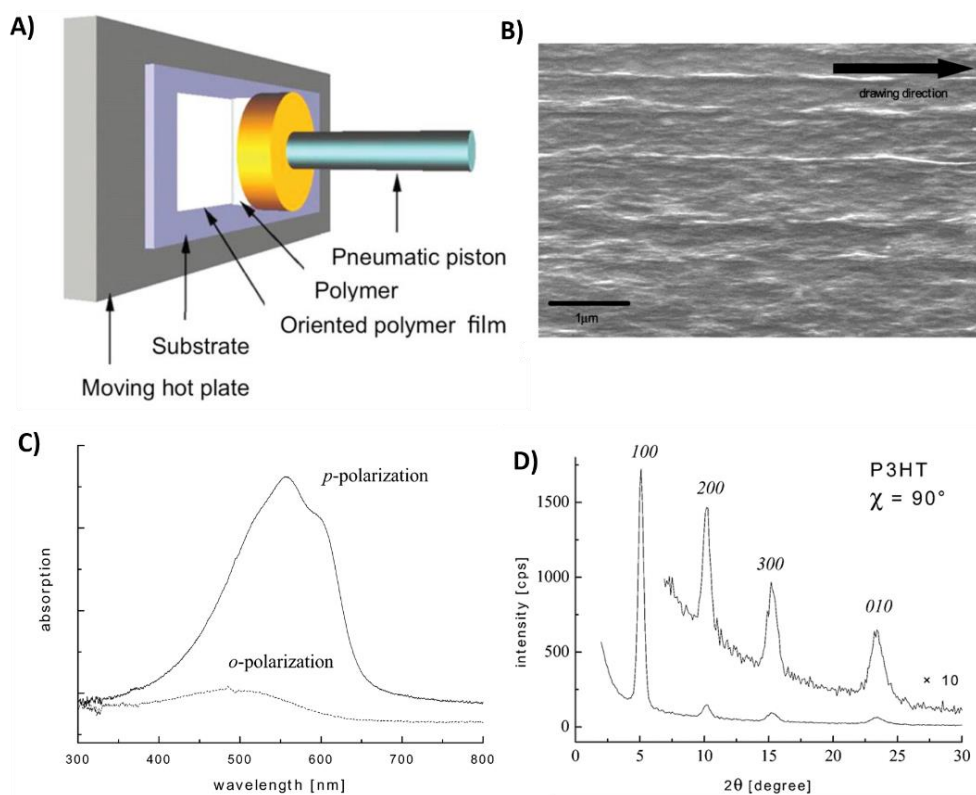 A)
Pneumatic piston
Polymer
Oriented polymer film
Substrate
Moving hot plate
B)
drawing direction
1µm
C)
p-polarization
o-polarization
absorption
300 400 500 600 700 800
wavelength [nm]
D)
100
200
300
010
P3HT
χ = 90°
× 10
intensity [cps]
1500
1000
500
0
0 5 10 15 20 25 30
2θ [degree]